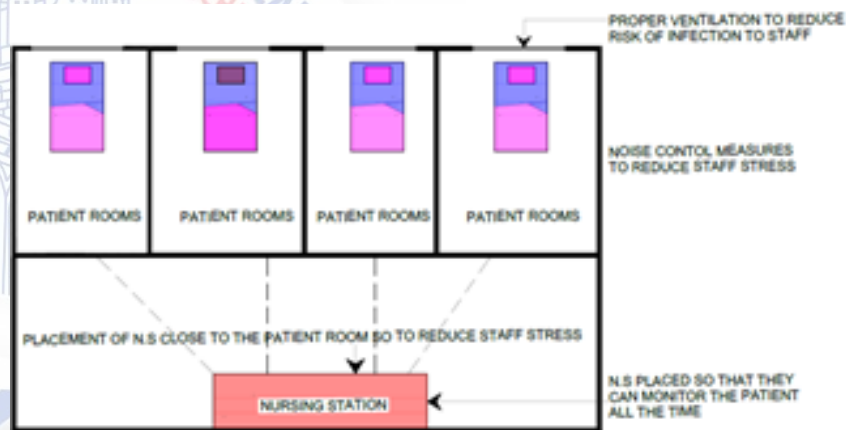 PROPER VENTILATION TO REDUCE
RISK OF INFECTION TO STAFF
NOISE CONTOL MEASURES
TO REDUCE STAFF STRESS
PATIENT ROOMS
PATIENT ROOMS
PATIENT ROOMS
PATIENT ROOMS
PLACEMENT OF N.S CLOSE TO THE PATIENT ROOM SO TO REDUCE STAFF STRESS
N.S PLACED SO THAT THEY
CAN MONITOR THE PATIENT
ALL THE TIME
NURSING STATION